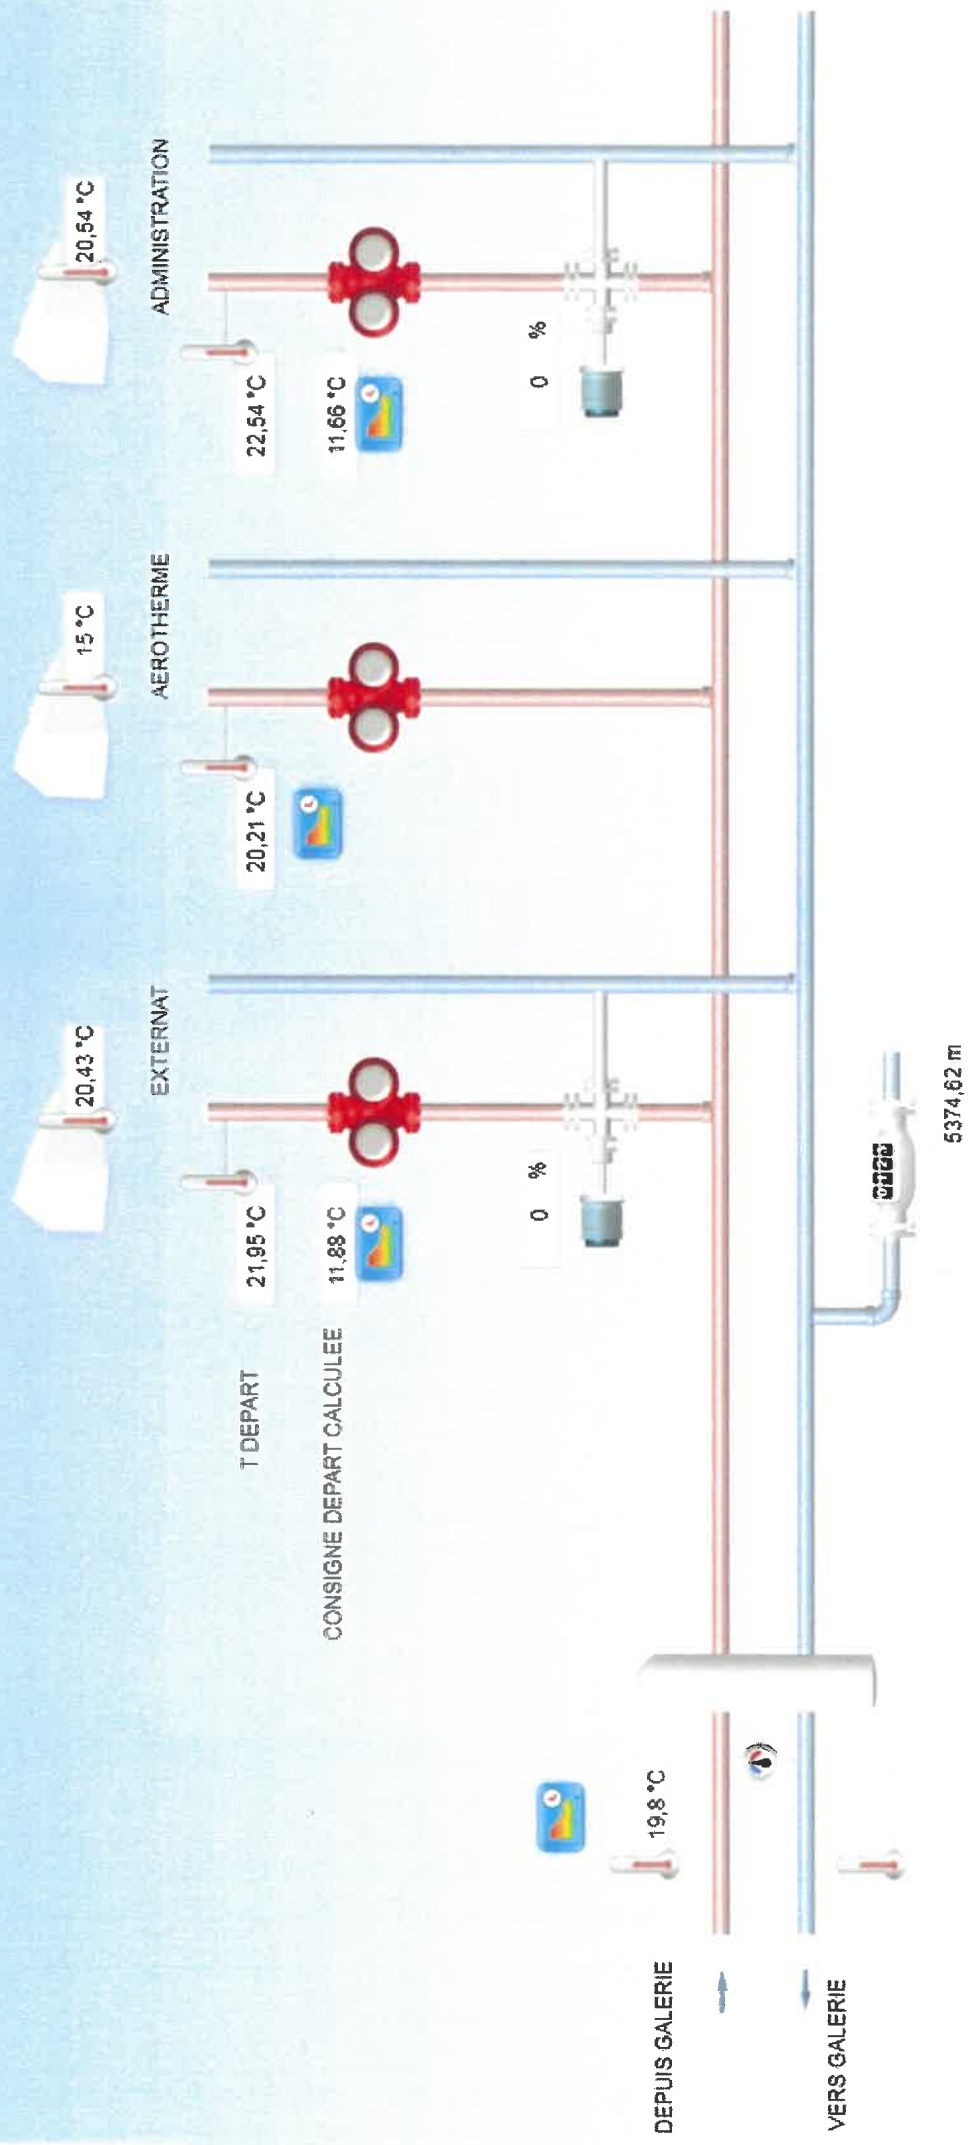 20,43 °C
15 °C
20,54 °C
EXTERNAT
AEROTHERME
ADMINISTRATION
T DEPART
21,95 °C
20,21 °C
22,54 °C
CONSIGNE DEPART CALCULEE
11,88 °C
11,66 °C
0 %
0 %
DEPUIS GALERIE
19,8 °C
VERS GALERIE
5374,62 m